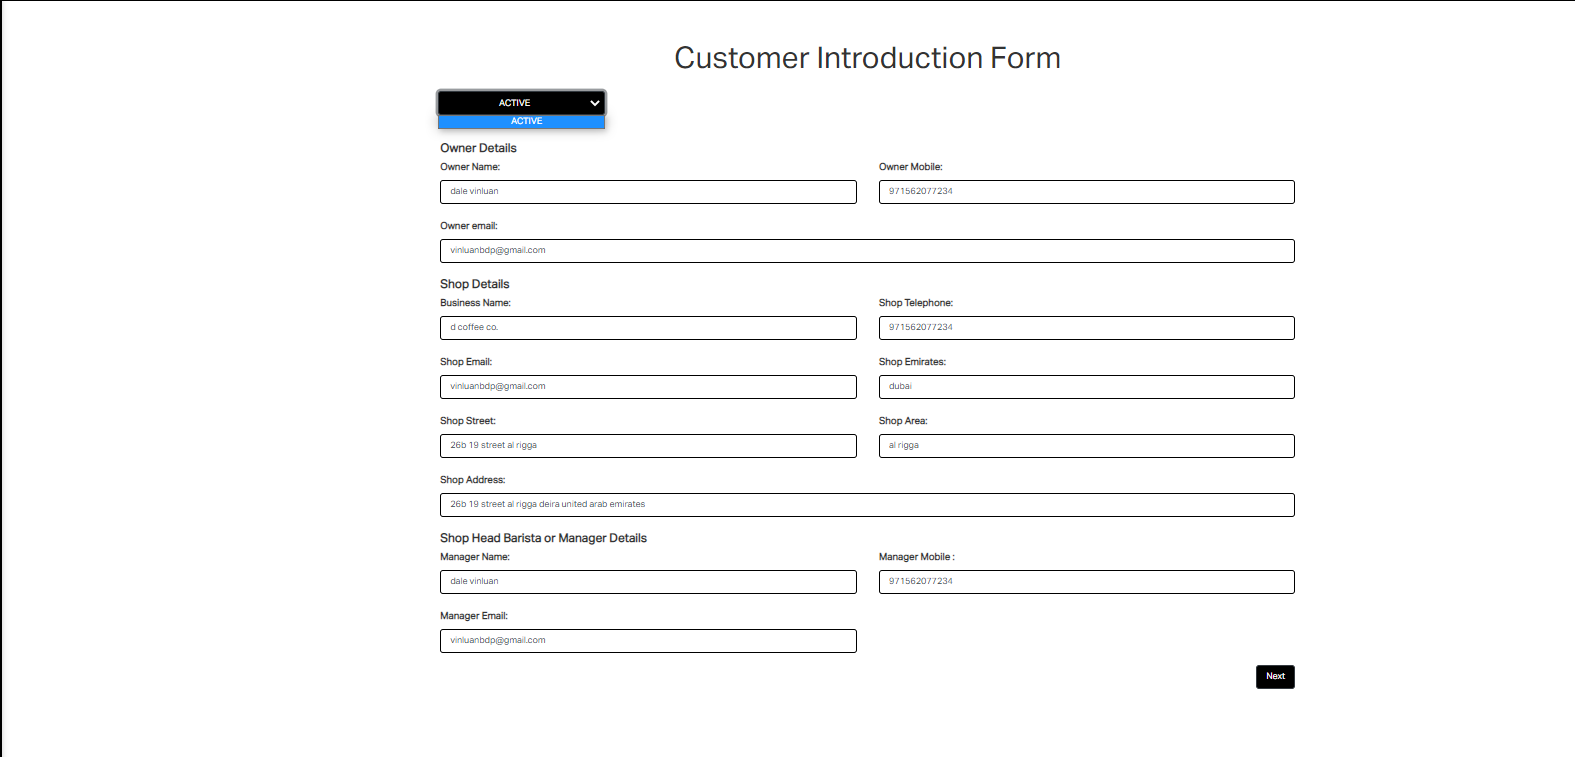 Customer Introduction Form
ACTIVE
ACTIVE
Owner Details
Owner Name: Owner Mobile:
dale vinluan 971562077234
Owner email:
vinluanbdp@gmail.com
Shop Details
Business Name: Shop Telephone:
d coffee co. 971562077234
Shop Email: Shop Emirates:
vinluanbdp@gmail.com dubai
Shop Street: Shop Area:
26b 19 street al rigga al rigga
Shop Address:
26b 19 street al rigga deira united arab emirates
Shop Head Barista or Manager Details
Manager Name: Manager Mobile :
dale vinluan 971562077234
Manager Email:
vinluanbdp@gmail.com
Next